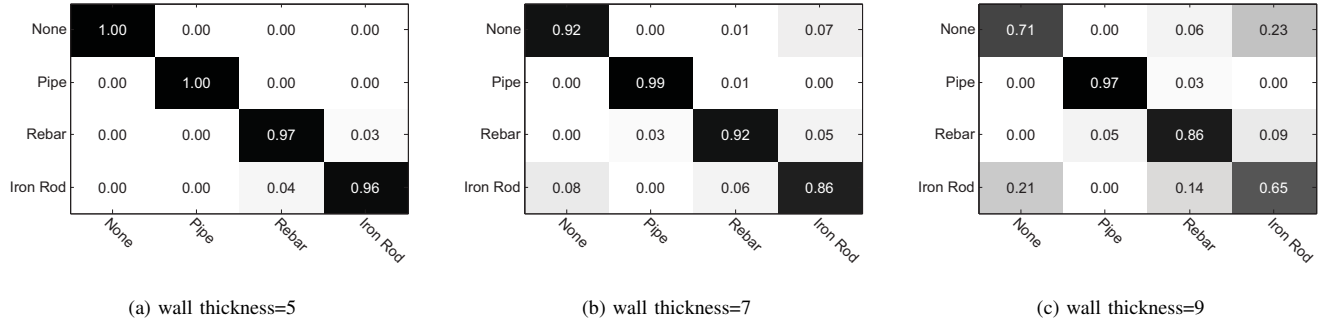 None 1.00 0.00 0.00 0.00
Pipe 0.00 1.00 0.00 0.00
Rebar 0.00 0.00 0.97 0.03
Iron Rod 0.00 0.00 0.04 0.96
None Pipe Rebar Iron Rod
(a) wall thickness=5
None 0.92 0.00 0.01 0.07
Pipe 0.00 0.99 0.01 0.00
Rebar 0.00 0.03 0.92 0.05
Iron Rod 0.08 0.00 0.06 0.86
None Pipe Rebar Iron Rod
(b) wall thickness=7
None 0.71 0.00 0.06 0.23
Pipe 0.00 0.97 0.03 0.00
Rebar 0.00 0.05 0.86 0.09
Iron Rod 0.21 0.00 0.14 0.65
None Pipe Rebar Iron Rod
(c) wall thickness=9